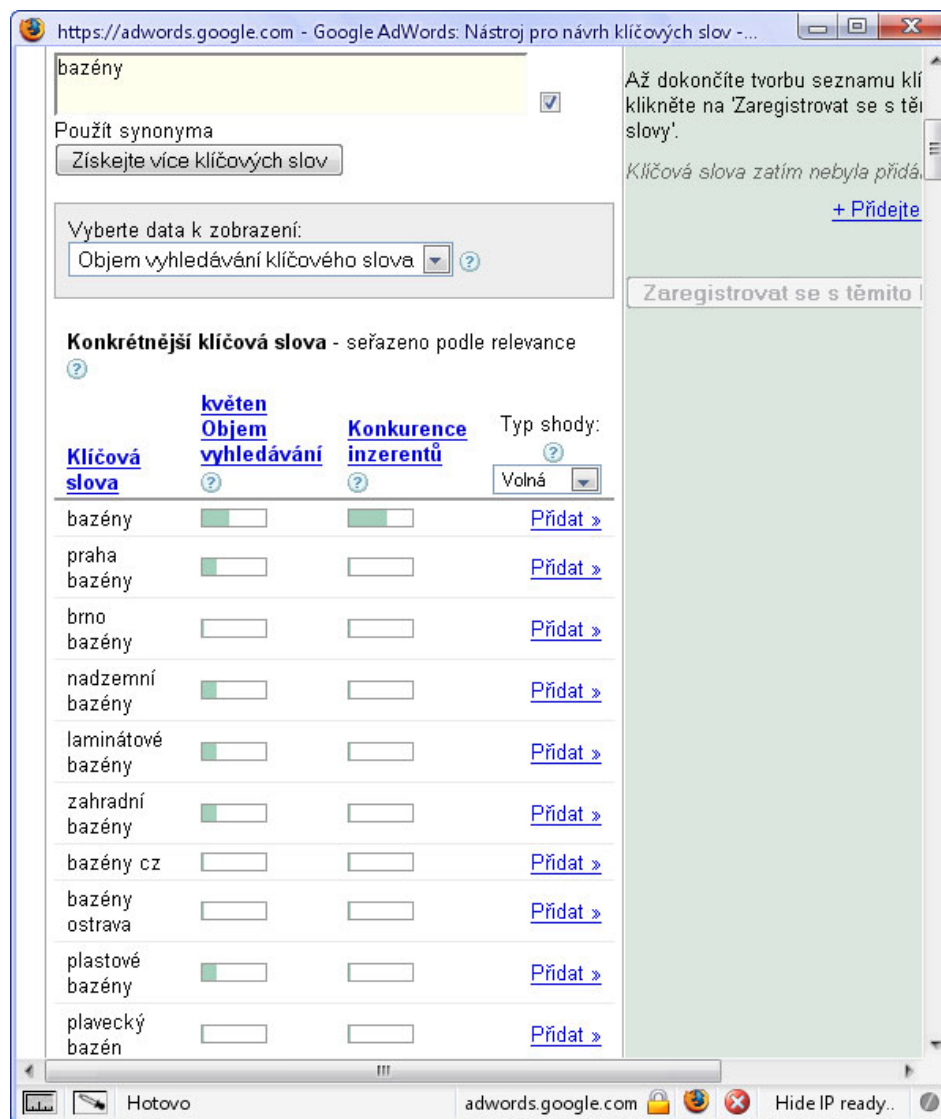 https://adwords.google.com - Google AdWords: Nástroj pro návrh klíčových slov -...
bazény
Použít synonyma
Získejte více klíčových slov
Vyberte data k zobrazení:
Objem vyhledávání klíčového slova
Konkrétnější klíčová slova - seřazeno podle relevance
Klíčová slova
květen Objem vyhledávání
Konkurence inzerentů
Typ shody:
Volná
bazény Přidat »
praha bazény Přidat »
brno bazény Přidat »
nadzemní bazény Přidat »
laminátové bazény Přidat »
zahradní bazény Přidat »
bazény cz Přidat »
bazény ostrava Přidat »
plastové bazény Přidat »
plavecký bazén Přidat »
Až dokončíte tvorbu seznamu klí
klikněte na 'Zaregistrovat se s těn
slovy'.
Klíčová slova zatím nebyla přidá
+ Přidejte
Zaregistrovat se s těmito
Hotovo
adwords.google.com
Hide IP ready..